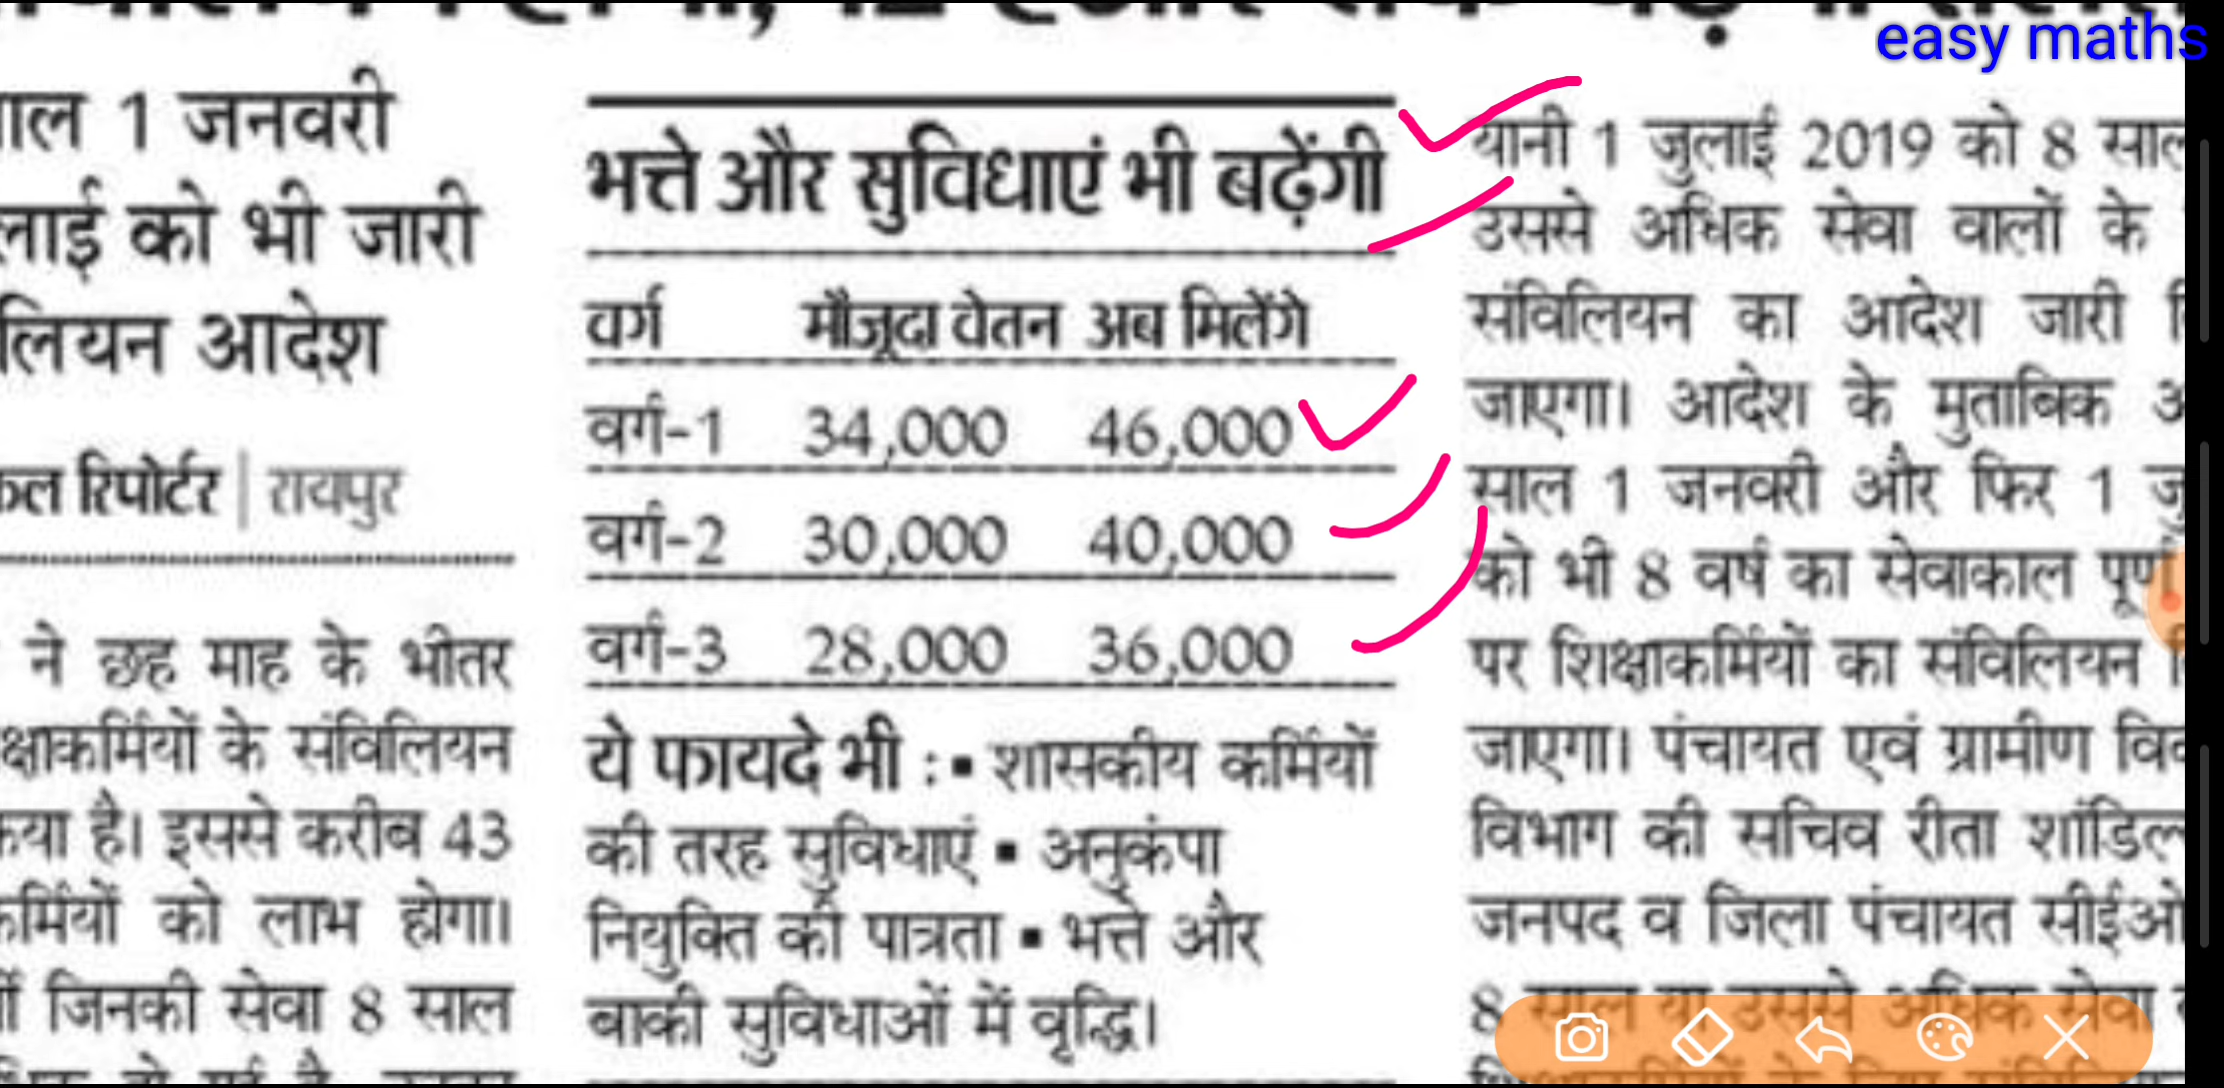 easy maths
1 जनवरी
को भी जारी
आदेश
रिपोर्टर | रायपुर
ने छह माह के भीतर
के संविलियन
है। इससे करीब 43
को लाभ होगा।
जिनकी सेवा 8 साल
भत्ते और सुविधाएं भी बढ़ेंगी
वर्ग मौजूदा वेतन अब मिलेंगे
वर्ग-1 34,000 46,000
वर्ग-2 30,000 40,000
वर्ग-3 28,000 36,000
ये फायदे भी : ▪ शासकीय कर्मियों
की तरह सुविधाएं ▪ अनुकंपा
नियुक्ति की पात्रता ▪ भत्ते और
बाकी सुविधाओं में वृद्धि।
यानी 1 जुलाई 2019 को 8 साल
उससे अधिक सेवा वालों के
संविलियन का आदेश जारी
जाएगा। आदेश के मुताबिक
साल 1 जनवरी और फिर 1
को भी 8 वर्ष का सेवाकाल पूर्ण
पर शिक्षाकर्मियों का संविलियन
जाएगा। पंचायत एवं ग्रामीण
विभाग की सचिव रीता
जनपद व जिला पंचायत सीईओ
8 साल या उससे अधिक सेवा